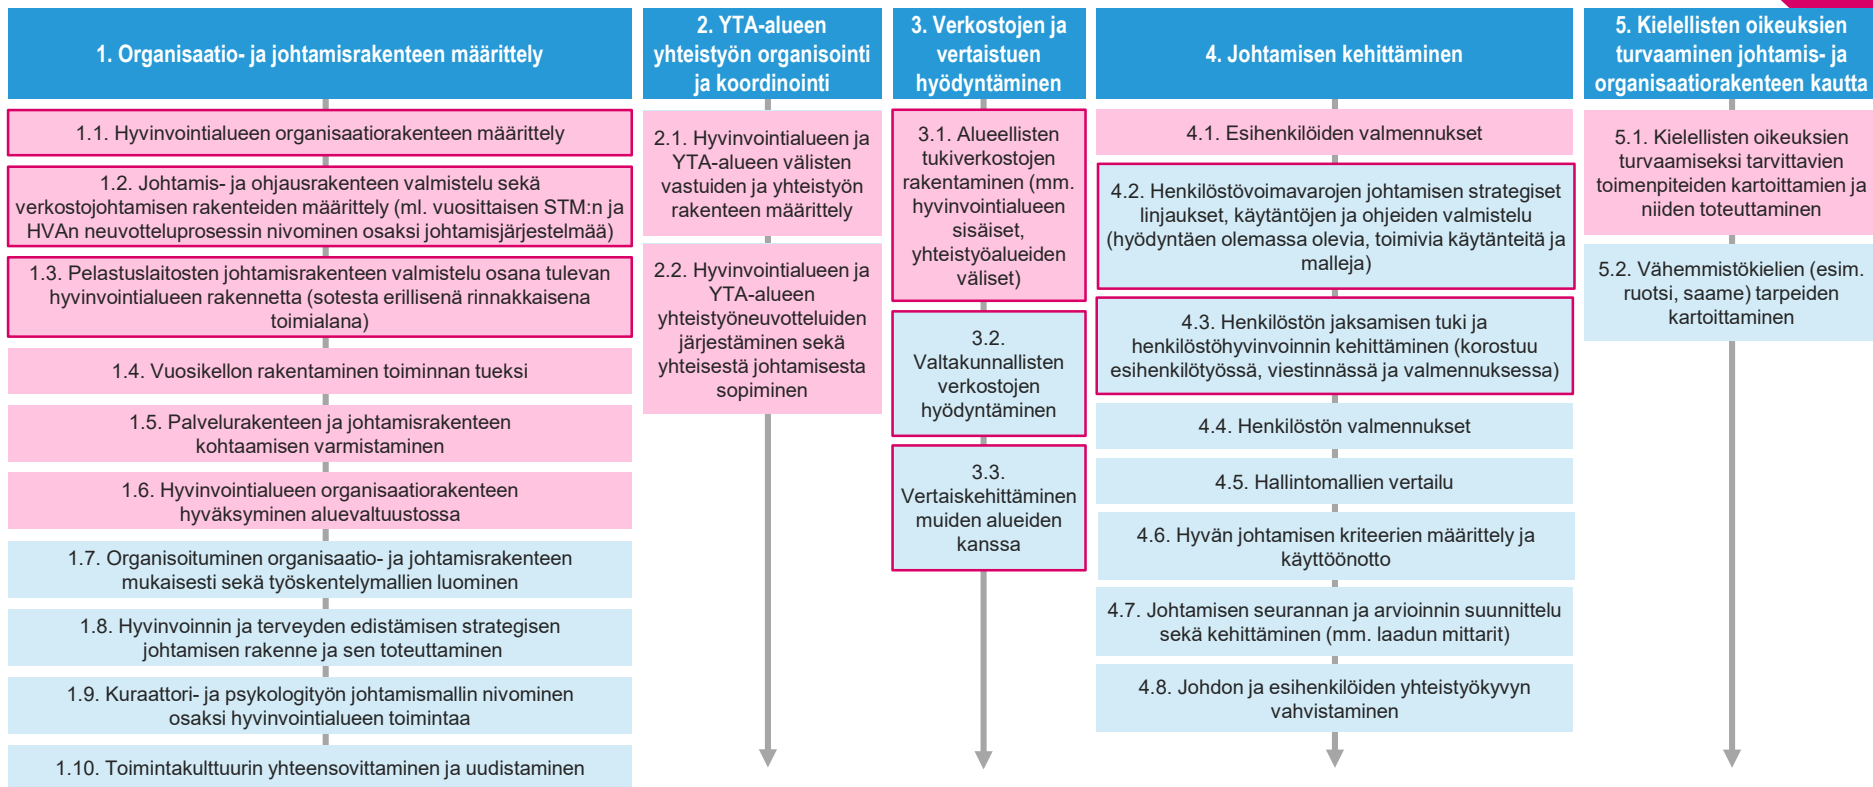 1. Organisaatio- ja johtamisrakenteen määrittely
1.1. Hyvinvointialueen organisaatiorakenteen määrittely
1.2. Johtamis- ja ohjausrakenteen valmistelu sekä
verkostojohtamisen rakenteiden määrittely (ml. vuosittaisen STM:n ja
HVAn neuvotteluprosessin nivominen osaksi johtamisjärjestelmää)
1.3. Pelastuslaitosten johtamisrakenteen valmistelu osana tulevan
hyvinvointialueen rakennetta (sotesta erillisenä rinnakkaisena
toimialana)
1.4. Vuosikellon rakentaminen toiminnan tueksi
1.5. Palvelurakenteen ja johtamisrakenteen
kohtaamisen varmistaminen
1.6. Hyvinvointialueen organisaatiorakenteen
hyväksyminen aluevaltuustossa
1.7. Organisoituminen organisaatio- ja johtamisrakenteen
mukaisesti sekä työskentelymallien luominen
1.8. Hyvinvoinnin ja terveyden edistämisen strategisen
johtamisen rakenne ja sen toteuttaminen
1.9. Kuraattori- ja psykologityön johtamismallin nivominen
osaksi hyvinvointialueen toimintaa
1.10. Toimintakulttuurin yhteensovittaminen ja uudistaminen
2. YTA-alueen
yhteistyön organisointi
ja koordinointi
2.1. Hyvinvointialueen ja
YTA-alueen välisten
vastuiden ja yhteistyön
rakenteen määrittely
2.2. Hyvinvointialueen ja
YTA-alueen
yhteistyöneuvotteluiden
järjestäminen sekä
yhteisestä johtamisesta
sopiminen
3. Verkostojen ja
vertaistuen
hyödyntäminen
3.1. Alueellisten
tukiverkostojen
rakentaminen (mm.
hyvinvointialueen
sisäiset,
yhteistyöalueiden
väliset)
3.2.
Valtakunnallisten
verkostojen
hyödyntäminen
3.3.
Vertaiskehittäminen
muiden alueiden
kanssa
4. Johtamisen kehittäminen
4.1. Esihenkilöiden valmennukset
4.2. Henkilöstövoimavarojen johtamisen strategiset
linjaukset, käytäntöjen ja ohjeiden valmistelu
(hyödyntäen olemassa olevia, toimivia käytänteitä ja
malleja)
4.3. Henkilöstön jaksamisen tuki ja
henkilöstöhyvinvoinnin kehittäminen (korostuu
esihenkilötyössä, viestinnässä ja valmennuksessa)
4.4. Henkilöstön valmennukset
4.5. Hallintomallien vertailu
4.6. Hyvän johtamisen kriteerien määrittely ja
käyttöönotto
4.7. Johtamisen seurannan ja arvioinnin suunnittelu
sekä kehittäminen (mm. laadun mittarit)
4.8. Johdon ja esihenkilöiden yhteistyökyvyn
vahvistaminen
5. Kielellisten oikeuksien
turvaaminen johtamis- ja
organisaatiorakenteen kautta
5.1. Kielellisten oikeuksien
turvaamiseksi tarvittavien
toimenpiteiden kartoittamien ja
niiden toteuttaminen
5.2. Vähemmistökielien (esim.
ruotsi, saame) tarpeiden
kartoittaminen